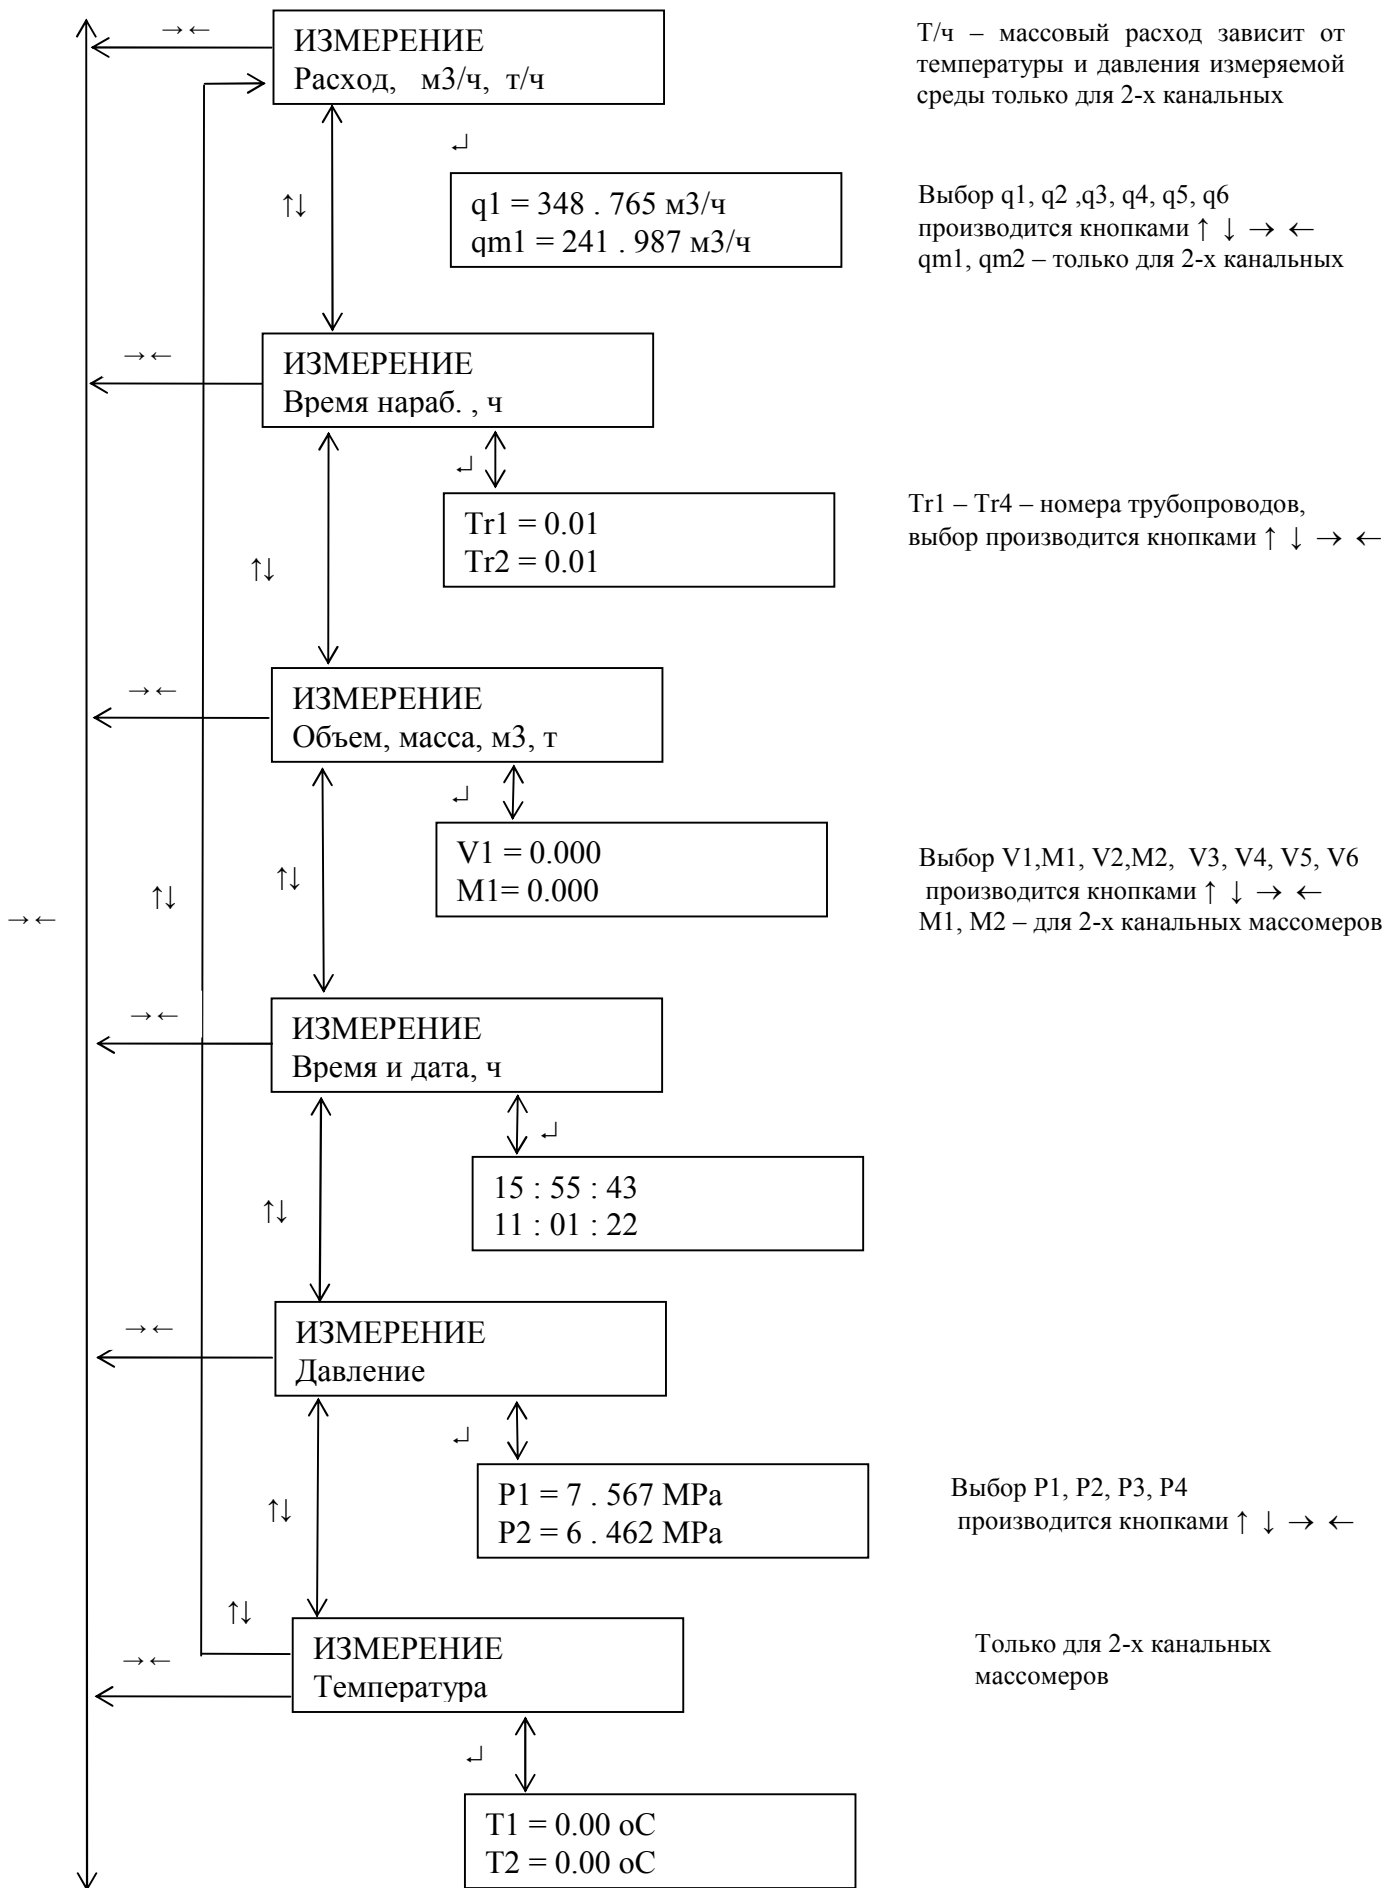 →←
ИЗМЕРЕНИЕ
Расход, м3/ч, т/ч
Т/ч – массовый расход зависит от
температуры и давления измеряемой
среды только для 2-х канальных
↵
↑↓
q1 = 348 . 765 м3/ч
qm1 = 241 . 987 м3/ч
Выбор q1, q2 ,q3, q4, q5, q6
производится кнопками ↑ ↓ → ←
qm1, qm2 – только для 2-х канальных
→←
ИЗМЕРЕНИЕ
Время нараб. , ч
↵
↑↓
Tr1 = 0.01
Tr2 = 0.01
Tr1 – Tr4 – номера трубопроводов,
выбор производится кнопками ↑ ↓ → ←
→←
ИЗМЕРЕНИЕ
Объем, масса, м3, т
↵
→←
↑↓
↑↓
V1 = 0.000
M1= 0.000
Выбор V1,M1, V2,M2, V3, V4, V5, V6
производится кнопками ↑ ↓ → ←
M1, M2 – для 2-х канальных массомеров
→←
ИЗМЕРЕНИЕ
Время и дата, ч
↵
↑↓
15 : 55 : 43
11 : 01 : 22
→←
ИЗМЕРЕНИЕ
Давление
↵
↑↓
P1 = 7 . 567 MPa
P2 = 6 . 462 MPa
Выбор P1, P2, P3, P4
производится кнопками ↑ ↓ → ←
↑↓
→←
ИЗМЕРЕНИЕ
Температура
Только для 2-х канальных
массомеров
↵
T1 = 0.00 oC
T2 = 0.00 oC